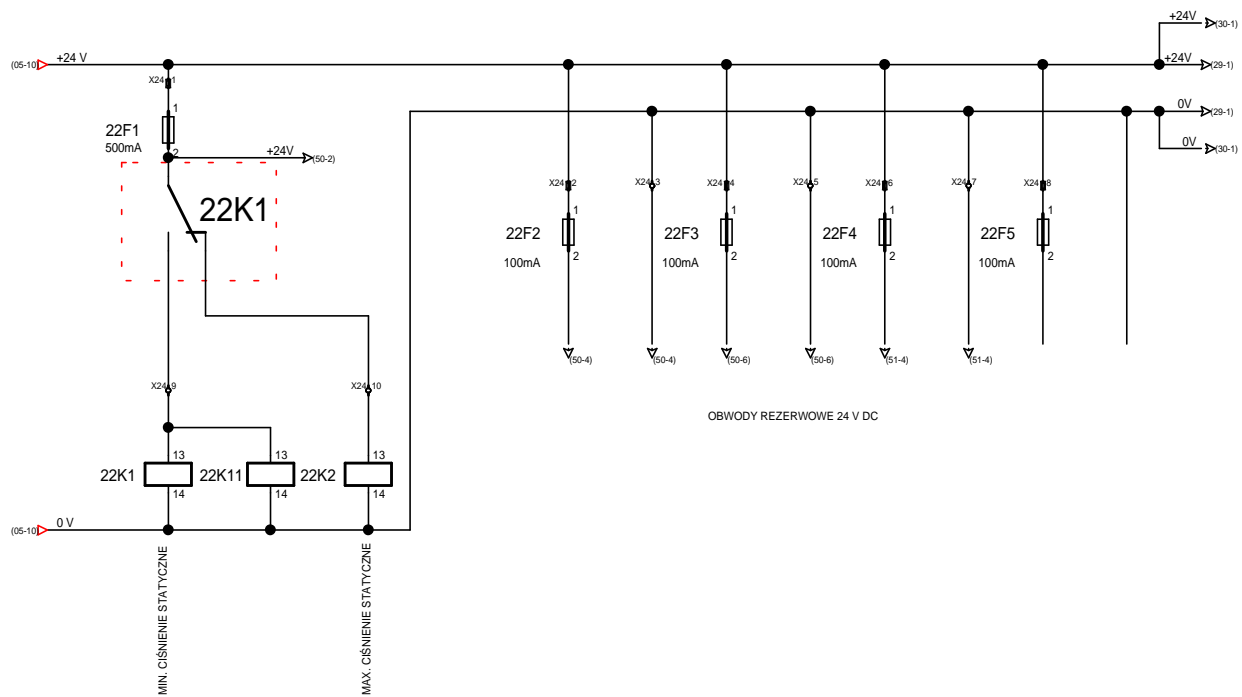 +24V
(30-1)
(05-10)
+24 V
+24V
(29-1)
X24
1
1
22F1
500mA
2
+24V
(50-2)
0V
(29-1)
0V
(30-1)
22K1
X24
2
X24
3
X24
4
X24
5
X24
6
X24
7
X24
8
1
1
1
1
22F2
22F3
22F4
22F5
100mA
100mA
100mA
100mA
2
2
2
2
(50-4)
(50-4)
(50-6)
(50-6)
(51-4)
(51-4)
X24
9
X24
10
OBWODY REZERWOWE 24 V DC
13
13
13
22K1
22K11
22K2
14
14
14
(05-10)
0 V
MIN. CIŚNIENIE STATYCZNE
MAX. CIŚNIENIE STATYCZNE